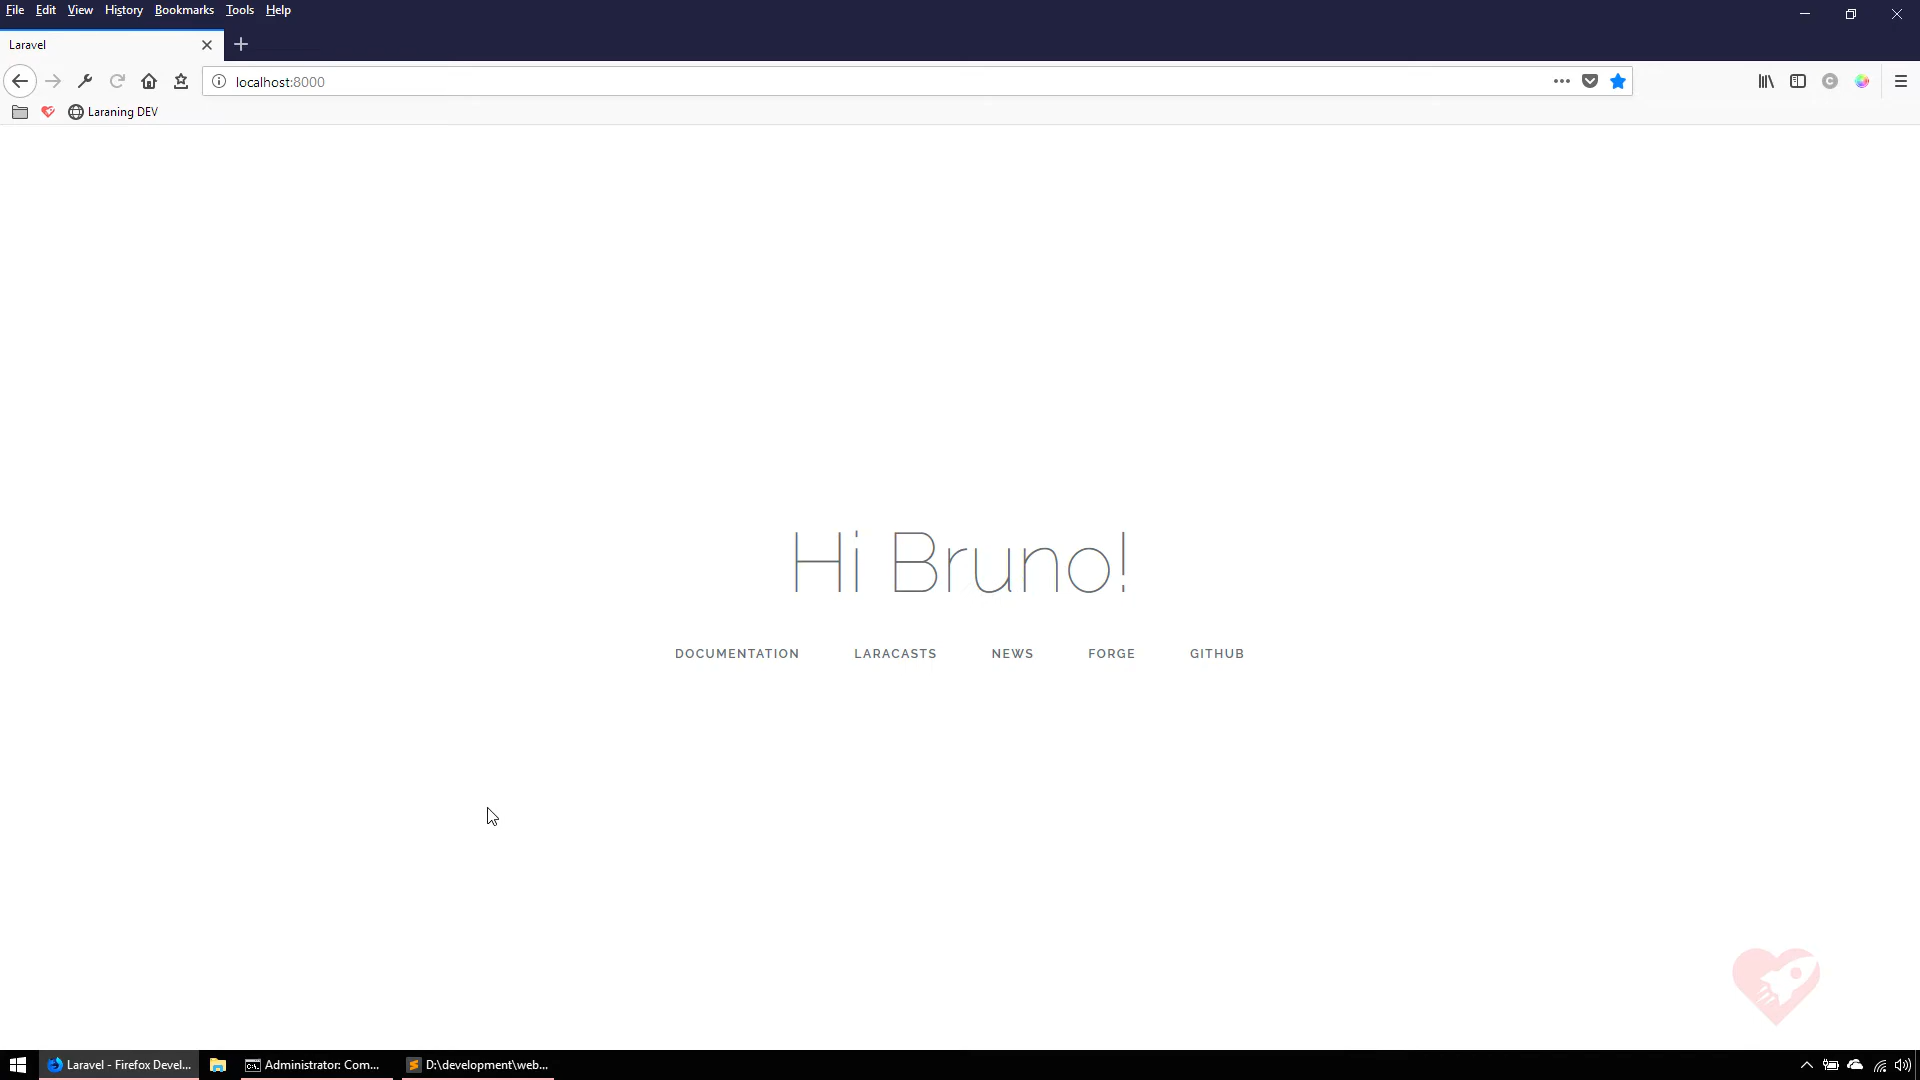 File Edit View History Bookmarks Tools Help
Laravel
localhost:8000
Laraning DEV
Hi Bruno!
DOCUMENTATION LARACASTS NEWS FORGE GITHUB
Laravel - Firefox Devel... Administrator: Com... D:\development\web...